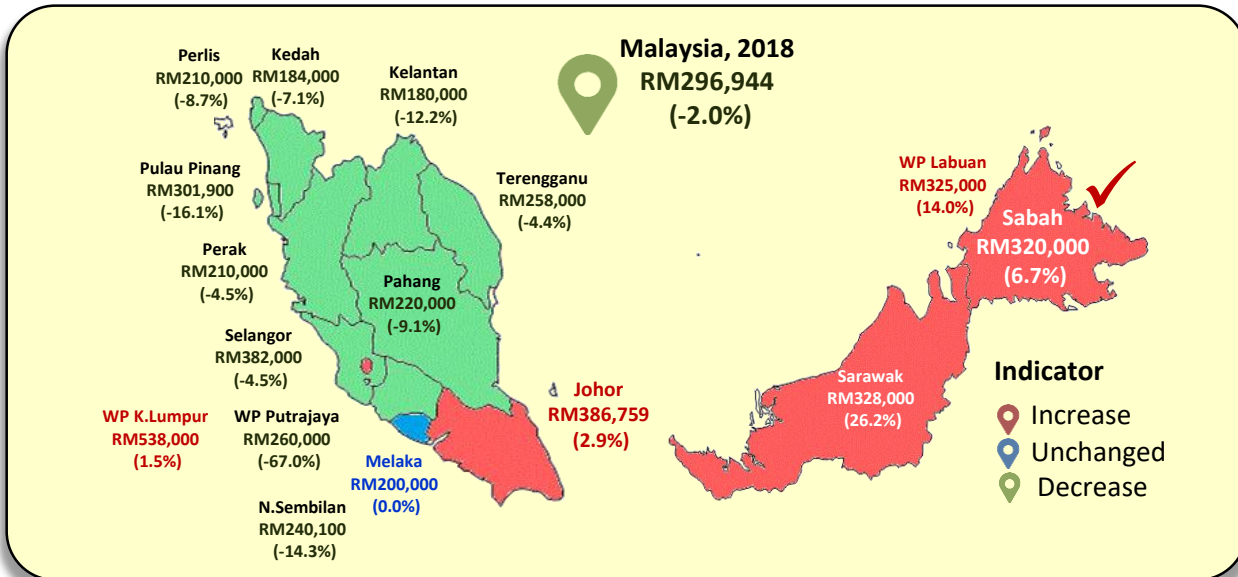 Malaysia, 2018
RM296,944
(-2.0%)
Perlis
RM210,000
(-8.7%)
Kedah
RM184,000
(-7.1%)
Kelantan
RM180,000
(-12.2%)
Pulau Pinang
RM301,900
(-16.1%)
Terengganu
RM258,000
(-4.4%)
Perak
RM210,000
(-4.5%)
Pahang
RM220,000
(-9.1%)
Selangor
RM382,000
(-4.5%)
WP K.Lumpur
RM538,000
(1.5%)
WP Putrajaya
RM260,000
(-67.0%)
Melaka
RM200,000
(0.0%)
N.Sembilan
RM240,100
(-14.3%)
Johor
RM386,759
(2.9%)
WP Labuan
RM325,000
(14.0%)
Sabah
RM320,000
(6.7%)
Sarawak
RM328,000
(26.2%)
Indicator
Increase
Unchanged
Decrease